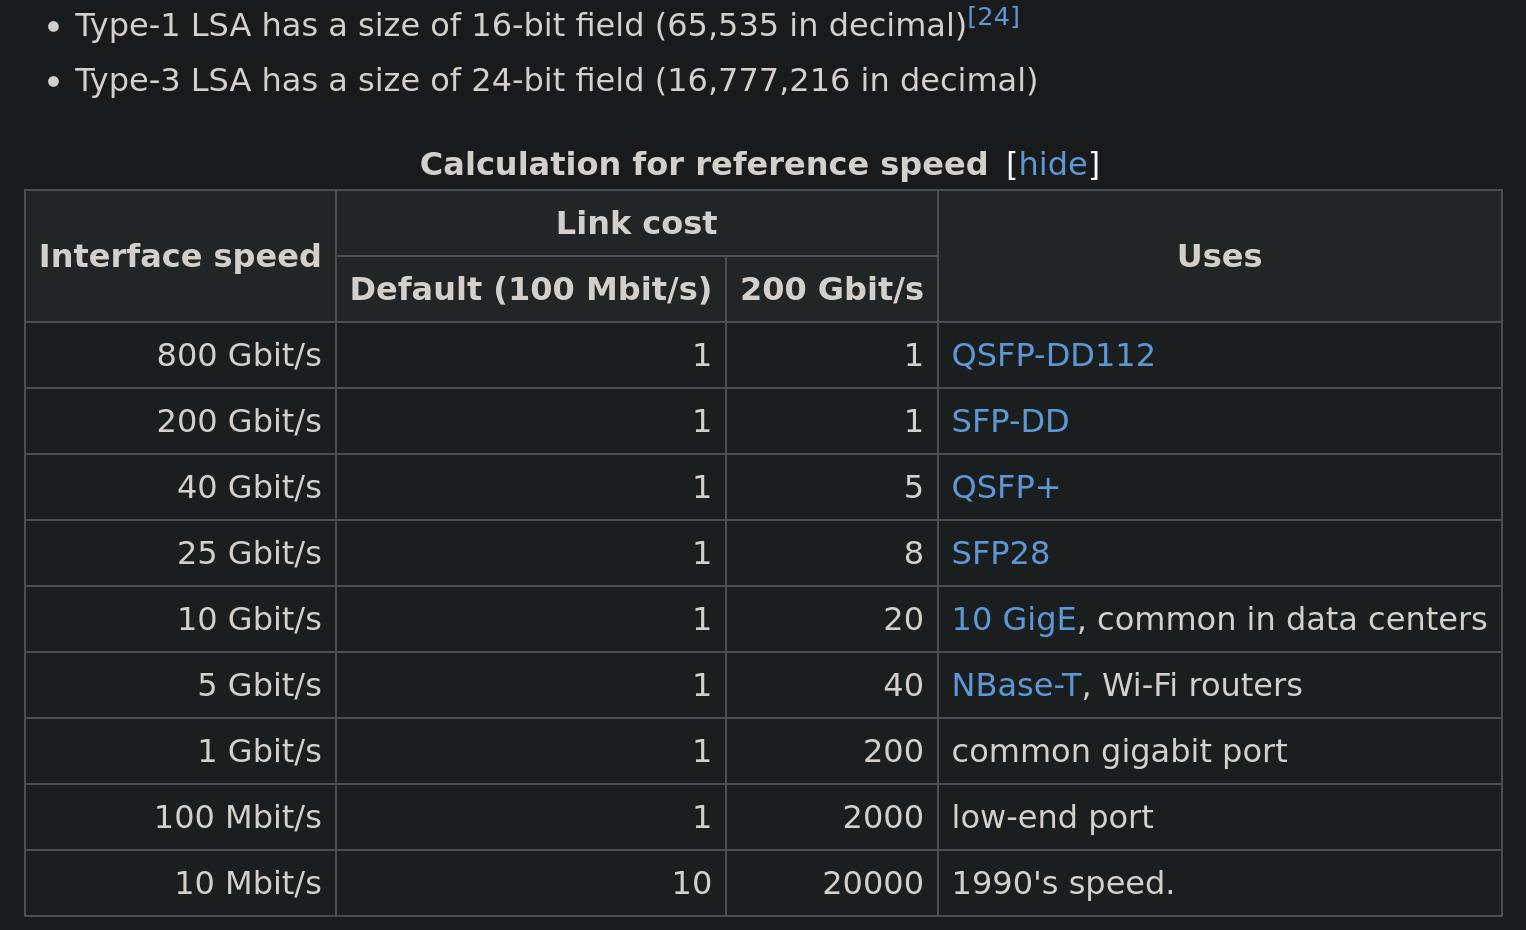 • Type-1 LSA has a size of 16-bit field (65,535 in decimal)[24]
• Type-3 LSA has a size of 24-bit field (16,777,216 in decimal)
Calculation for reference speed [hide]
Interface speed Link cost Uses
Default (100 Mbit/s) 200 Gbit/s
800 Gbit/s 1 1 QSFP-DD112
200 Gbit/s 1 1 SFP-DD
40 Gbit/s 1 5 QSFP+
25 Gbit/s 1 8 SFP28
10 Gbit/s 1 20 10 GigE, common in data centers
5 Gbit/s 1 40 NBase-T, Wi-Fi routers
1 Gbit/s 1 200 common gigabit port
100 Mbit/s 1 2000 low-end port
10 Mbit/s 10 20000 1990's speed.